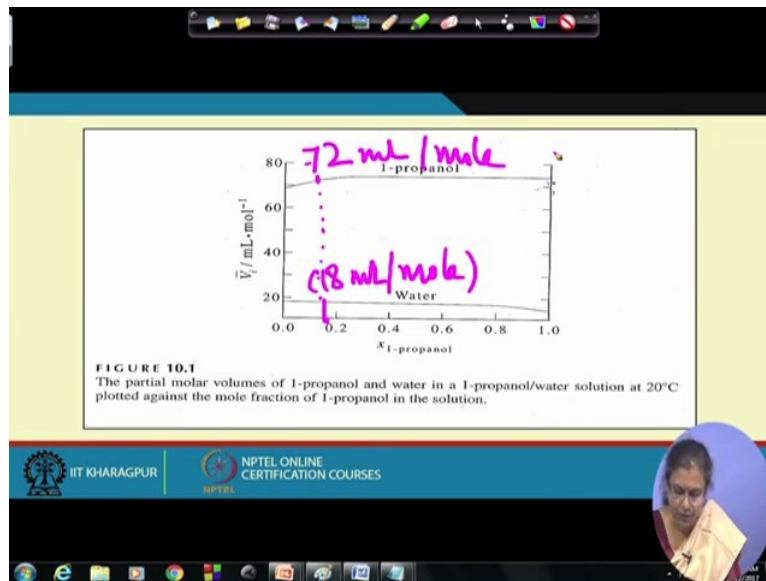 72 ml/mole
80
1-propanol
60
V̄i / mL·mol⁻¹
40
(18 ml/mole)
20
Water
0.0 0.2 0.4 0.6 0.8 1.0
x1-propanol
FIGURE 10.1
The partial molar volumes of 1-propanol and water in a 1-propanol/water solution at 20°C
plotted against the mole fraction of 1-propanol in the solution.
IIT KHARAGPUR
NPTEL ONLINE
CERTIFICATION COURSES
NPTEL